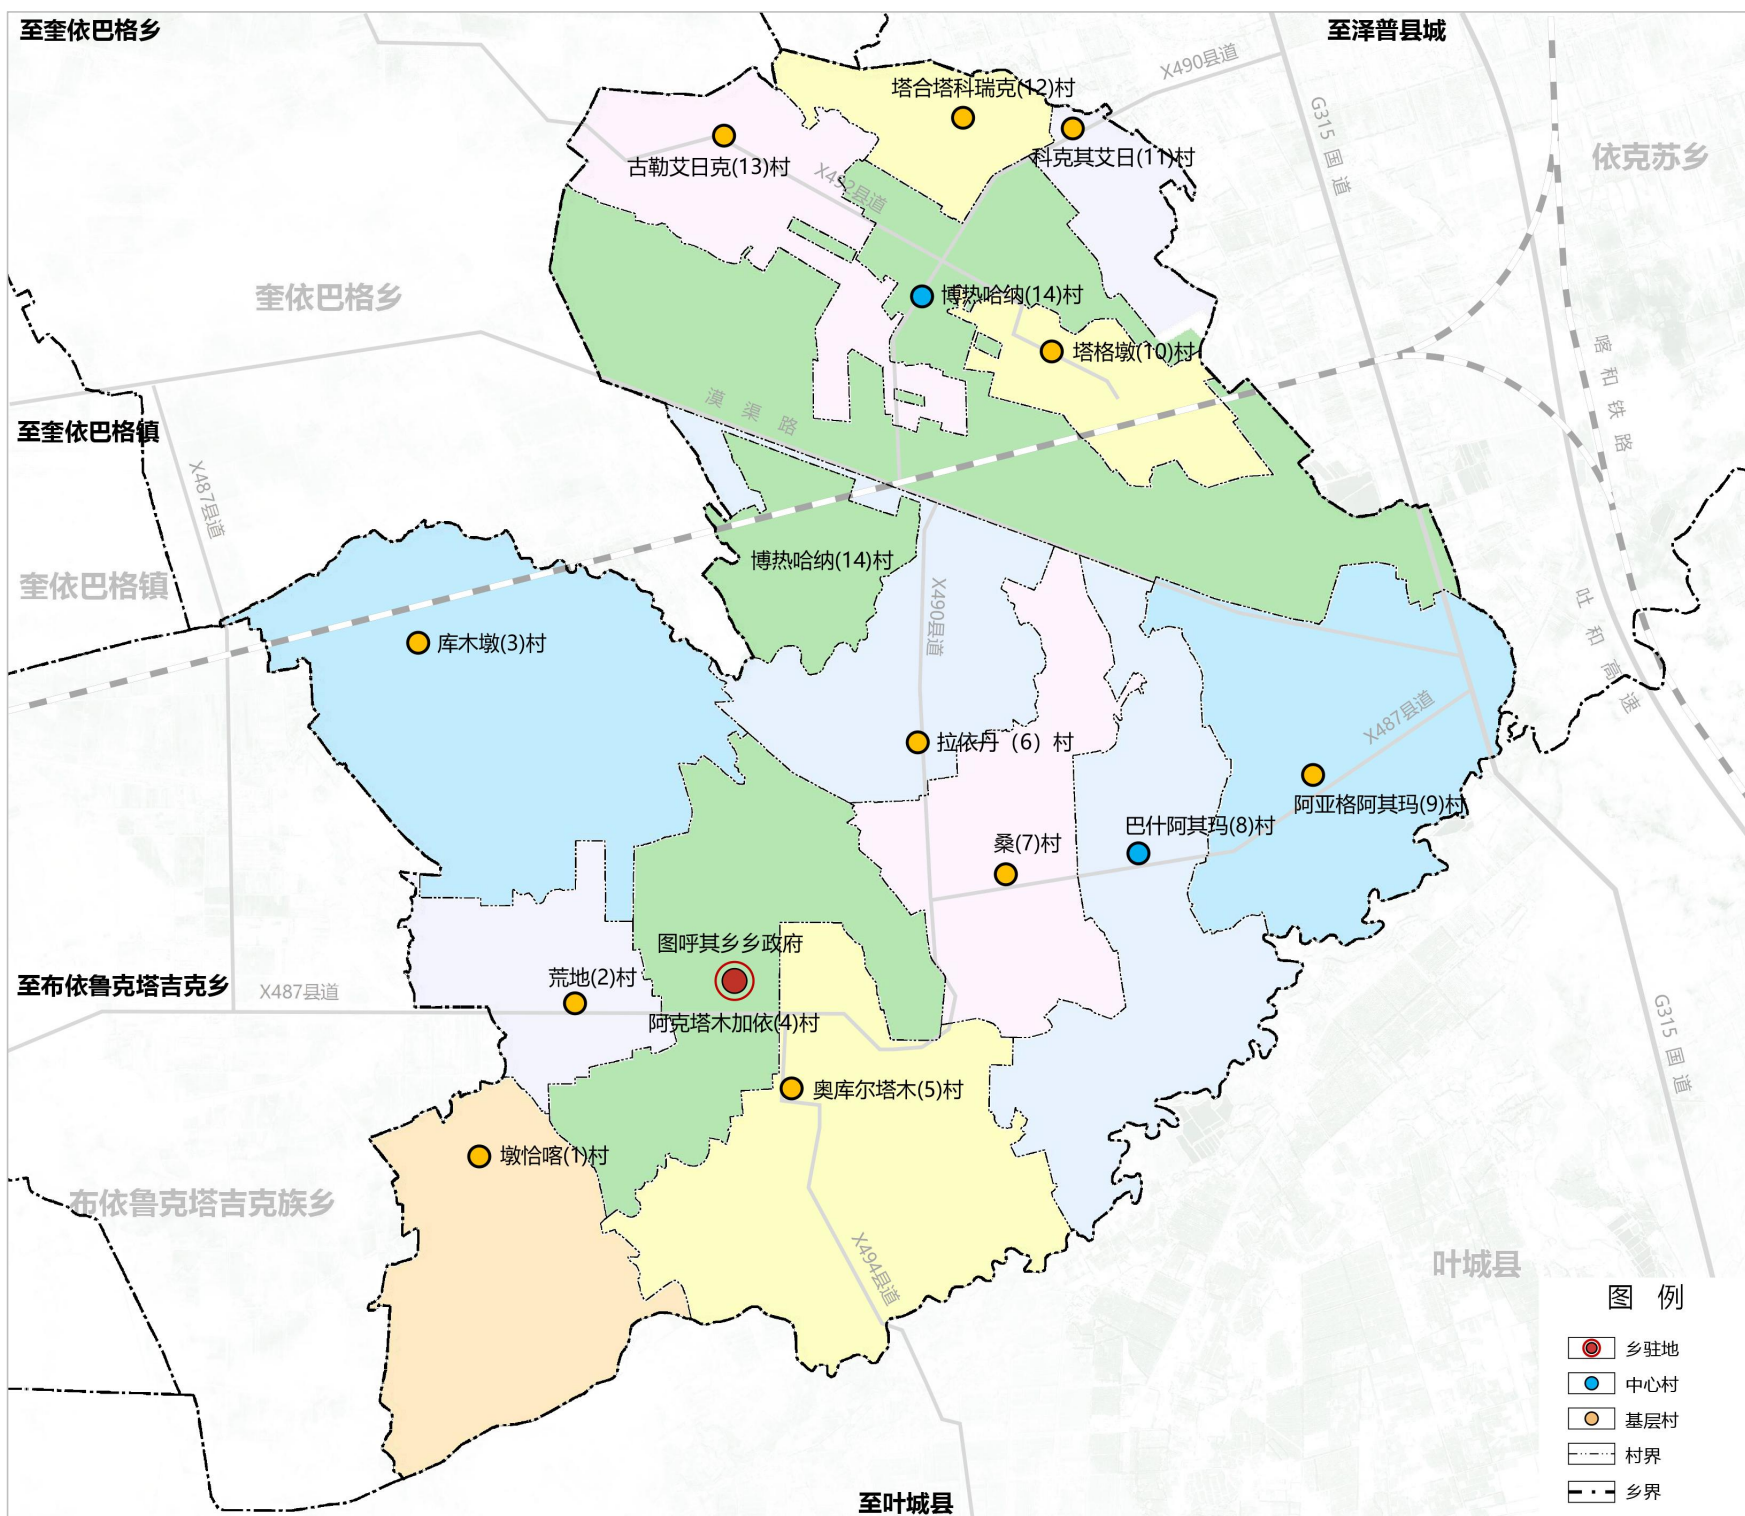 至奎依巴格乡
至泽普县城
X490县道
塔合塔科瑞克(12)村
G315国道
科克其艾日(11)村
依克苏乡
古勒艾日克(13)村
X492县道
奎依巴格乡
博热哈纳(14)村
塔格墩(10)村
喀和铁路
漠渠路
至奎依巴格镇
X487县道
博热哈纳(14)村
奎依巴格镇
X490县道
吐和高速
库木墩(3)村
X487县道
拉依丹（6）村
阿亚格阿其玛(9)村
巴什阿其玛(8)村
桑(7)村
图呼其乡乡政府
荒地(2)村
至布依鲁克塔吉克乡
X487县道
阿克塔木加依(4)村
G315国道
奥库尔塔木(5)村
墩恰喀(1)村
布依鲁克塔吉克族乡
X494县道
叶城县
图例
乡驻地
中心村
基层村
村界
乡界
至叶城县